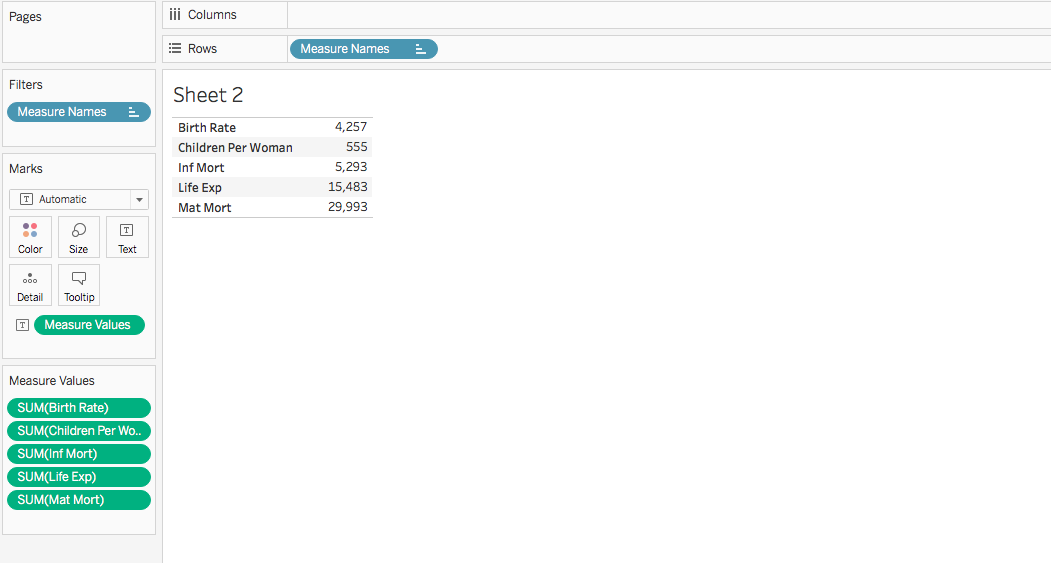 Pages
Columns
Rows
Measure Names
Filters
Measure Names
Marks
T Automatic
Color
Size
T
Text
Detail
Tooltip
T Measure Values
Measure Values
SUM(Birth Rate)
SUM(Children Per Wo..
SUM(Inf Mort)
SUM(Life Exp)
SUM(Mat Mort)
Sheet 2
Birth Rate 4,257
Children Per Woman 555
Inf Mort 5,293
Life Exp 15,483
Mat Mort 29,993